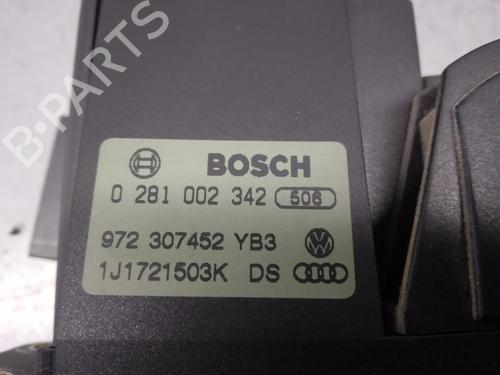 BOSCH
0 281 002 342 506
972 307452 YB3
1J1721503K DS
B-PARTS